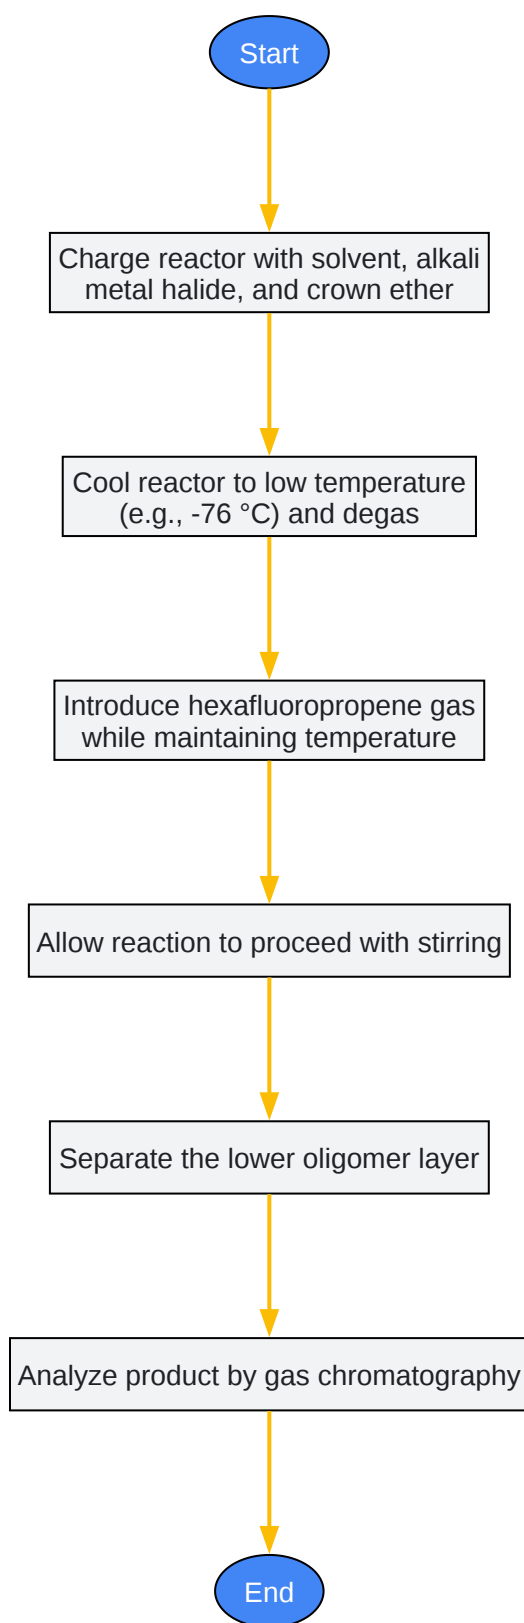 Start
Charge reactor with solvent, alkali
metal halide, and crown ether
Cool reactor to low temperature
(e.g., -76 °C) and degas
Introduce hexafluoropropene gas
while maintaining temperature
Allow reaction to proceed with stirring
Separate the lower oligomer layer
Analyze product by gas chromatography
End